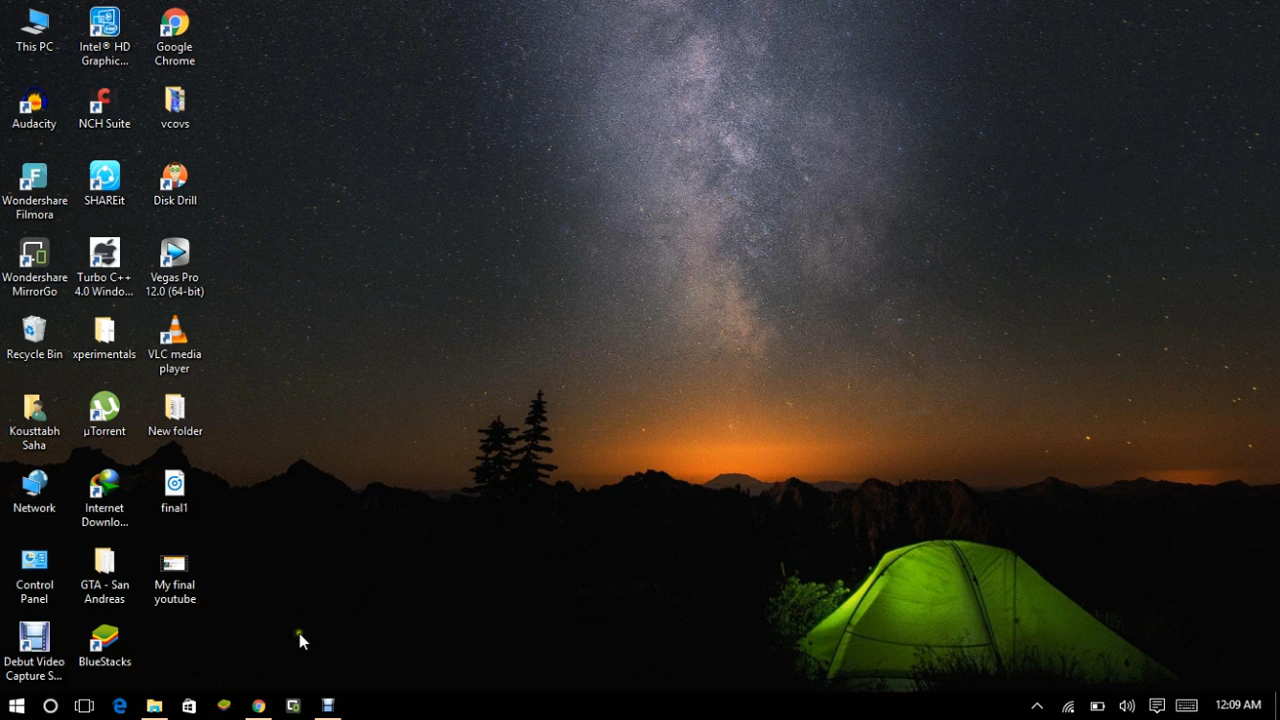 This PC
Intel® HD
Graphic...
Google
Chrome
Audacity
NCH Suite
vcovs
Wondershare
Filmora
SHAREit
Disk Drill
Wondershare
MirrorGo
Turbo C++
4.0 Windo...
Vegas Pro
12.0 (64-bit)
Recycle Bin
xperimentals
VLC media
player
Kousttabh
Saha
µTorrent
New folder
Network
Internet
Downlo...
final1
Control
Panel
GTA - San
Andreas
My final
youtube
Debut Video
Capture S...
BlueStacks
12:09 AM